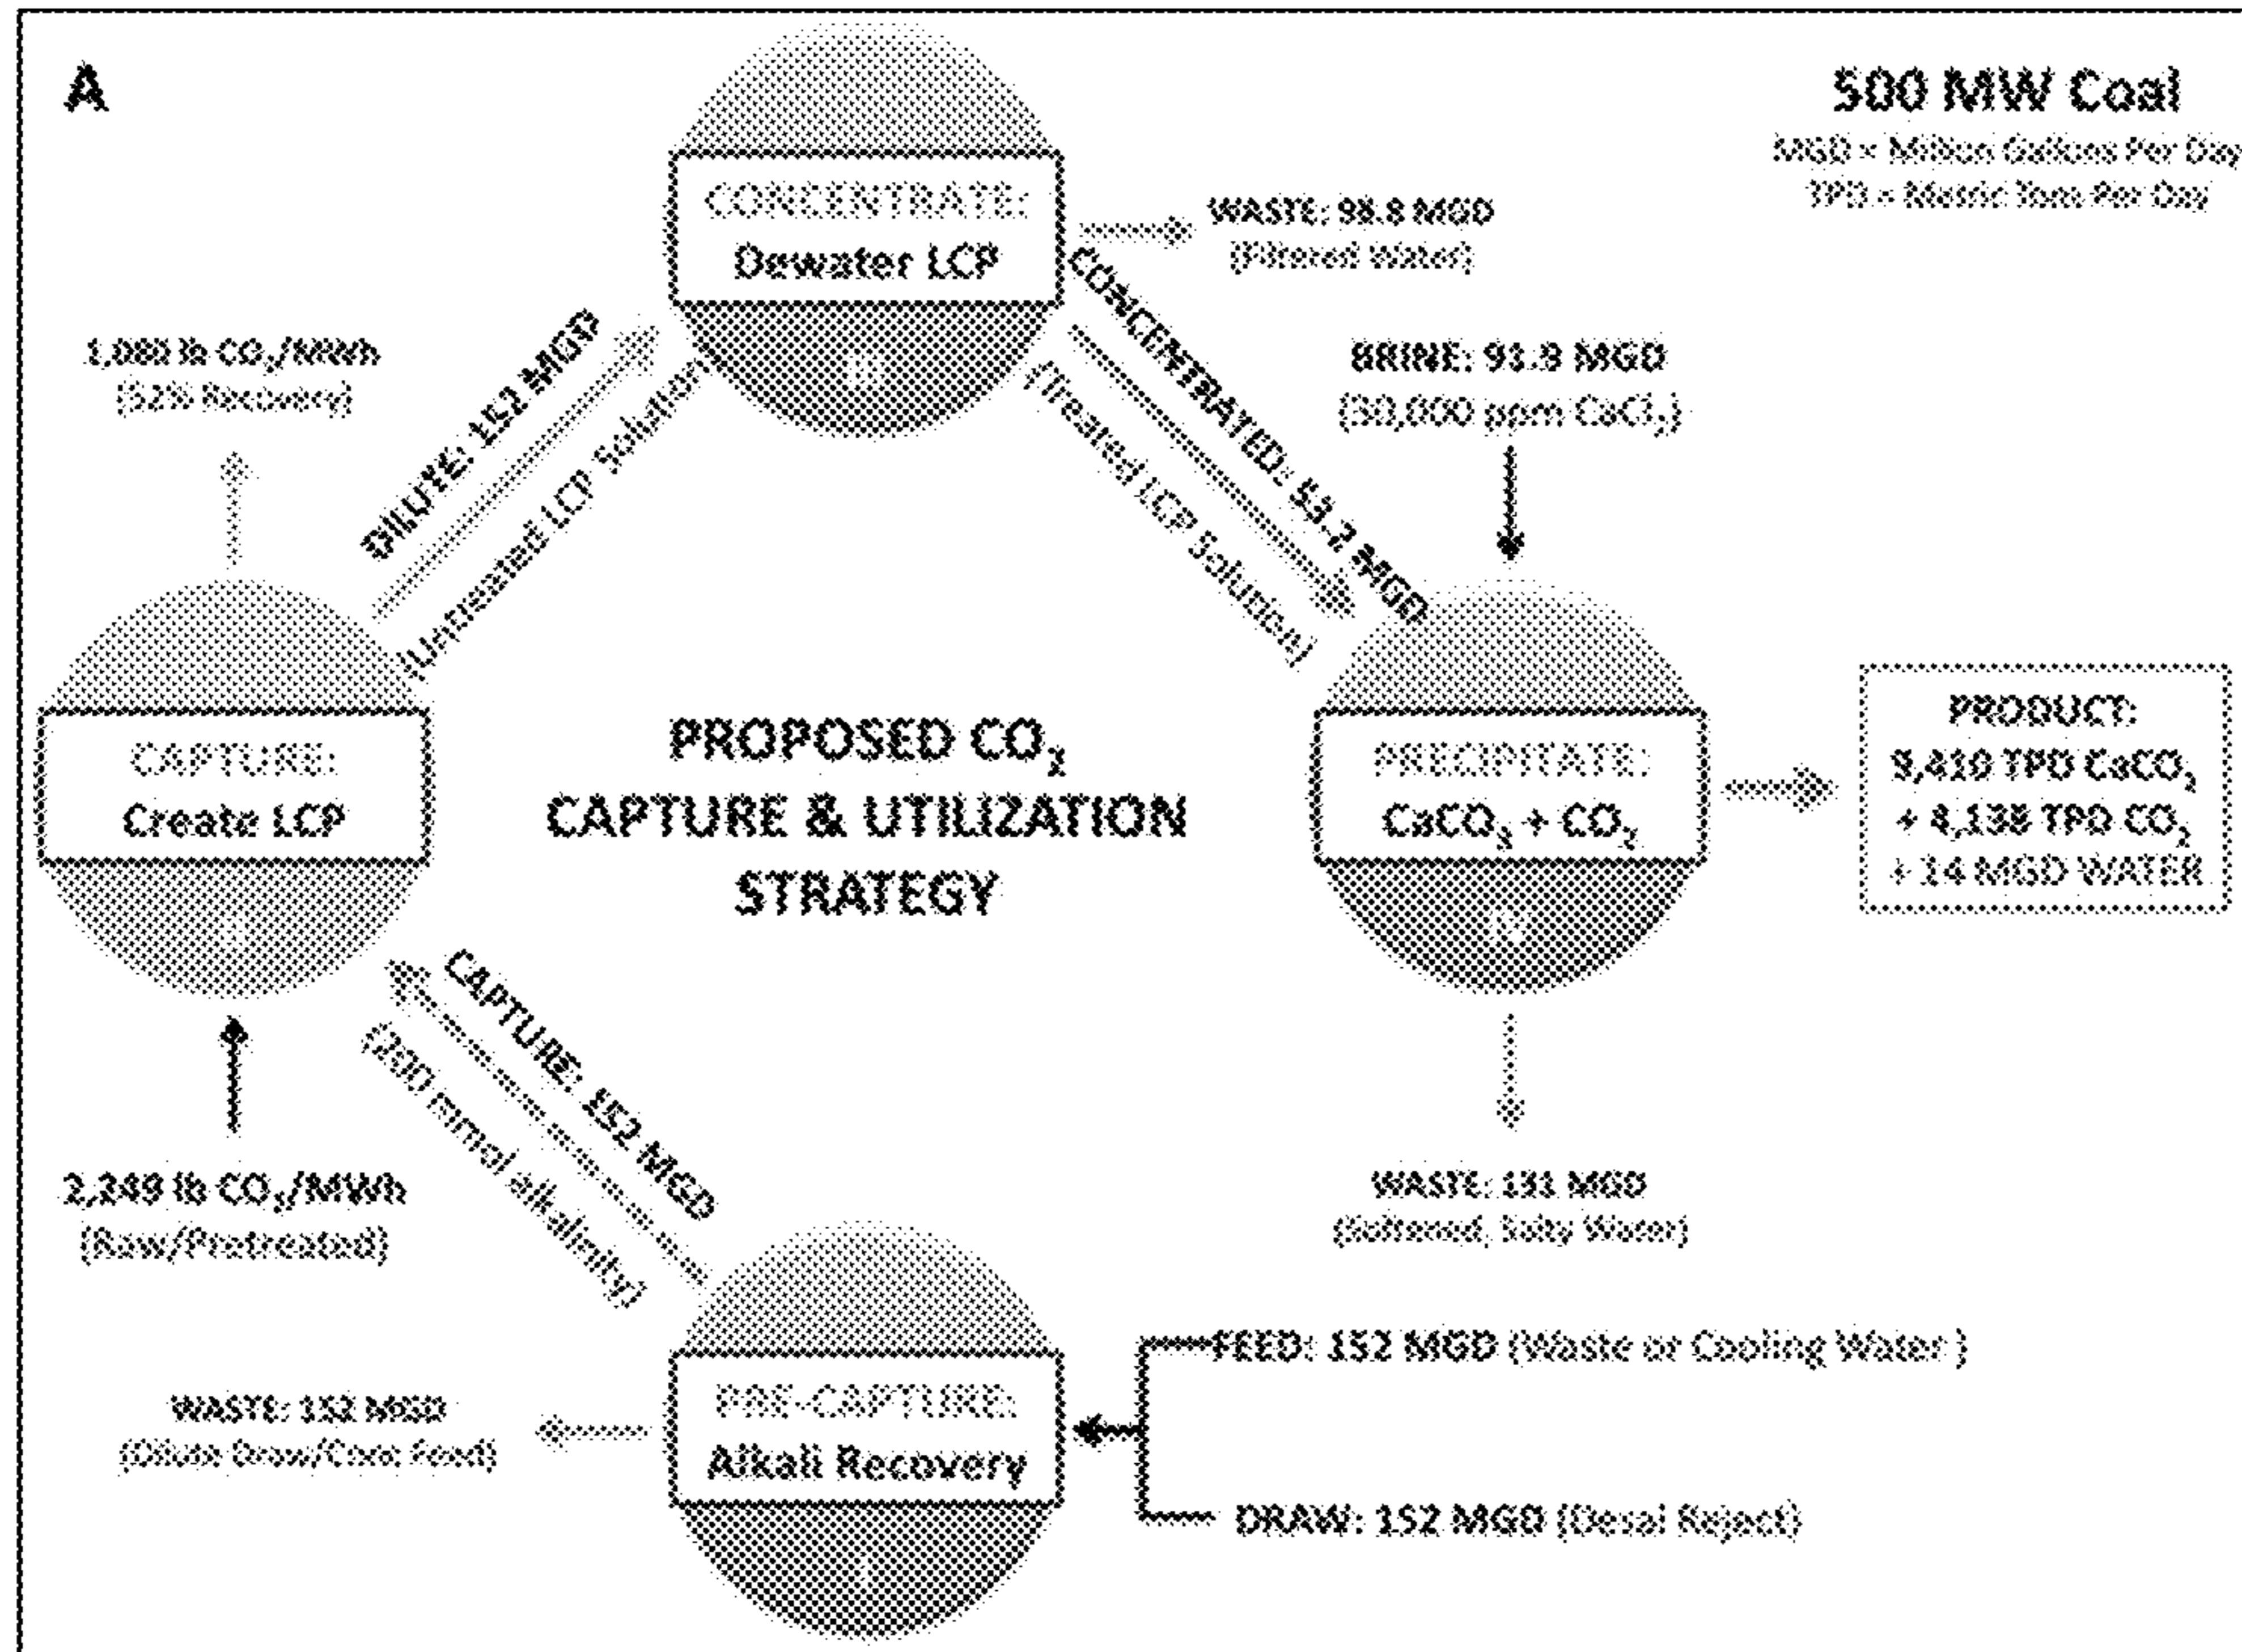 A
500 MW Coal
MGD = Million Gallons Per Day
TPD = Metric Tons Per Day
CONCENTRATE:
Dewater LCP
WASTE: 98.8 MGD
(Filtered Water)
1,080 lb CO₂/MWh
(52% Recovery)
DILUTE: 152 MGD
(Untreated LCP Solution)
CONCENTRATED: 53.7 MGD
(Treated LCP Solution)
BRINE: 91.8 MGD
(30,000 ppm CaCl₂)
CAPTURE:
Create LCP
PROPOSED CO₂
CAPTURE & UTILIZATION
STRATEGY
PRECIPITATE:
CaCO₃ + CO₂
PRODUCT:
9,410 TPD CaCO₃
+ 4,138 TPD CO₂
+ 14 MGD WATER
2,249 lb CO₂/MWh
(Raw/Pretreated)
CAPTURE: 152 MGD
(200 mmol alkalinity)
WASTE: 131 MGD
(Softened, Salty Water)
WASTE: 152 MGD
(Dilute Draw/Conc Feed)
PRE-CAPTURE:
Alkali Recovery
I
FEED: 152 MGD (Waste or Cooling Water)
DRAW: 152 MGD (Desal Reject)